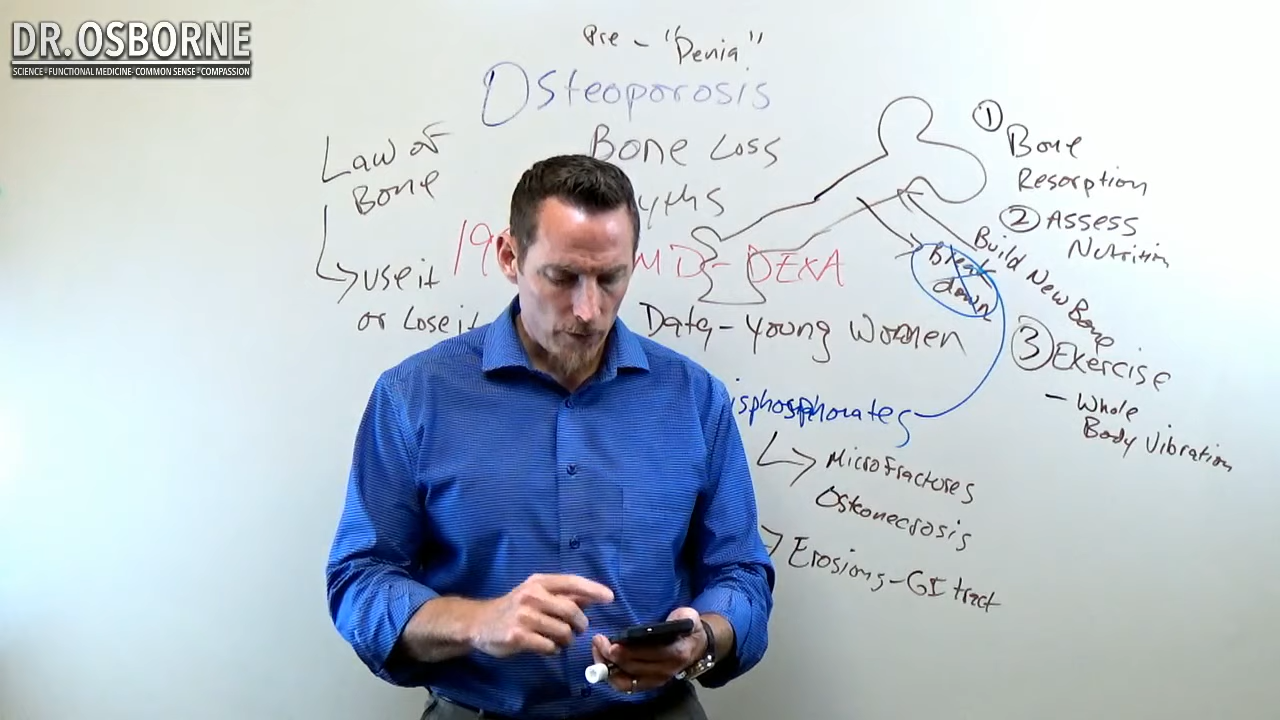 DR. OSBORNE
SCIENCE - FUNCTIONAL MEDICINE - COMMON SENSE - COMPASSION
Pre - "Penia"
Osteoporosis
Bone Loss
yths
19
MD - DEXA
Data - Young Women
isphosphonates
Microfractures
Osteonecrosis
Erosions - GI tract
Law of
Bone
use it
or Lose it
Break
down
Build New Bone
① Bone
Resorption
② Assess
Nutrition
③ Exercise
- Whole
Body Vibration